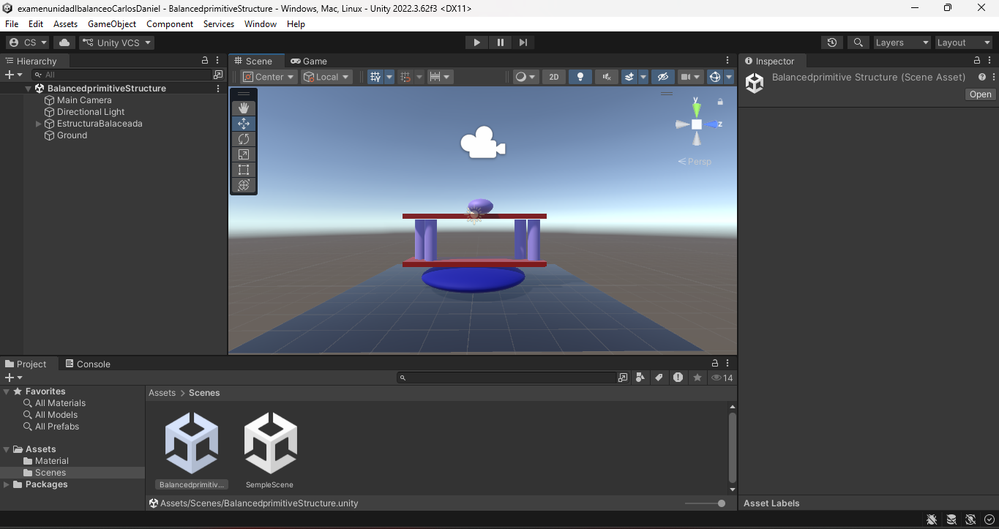 examenunidadIbalanceoCarlosDaniel - BalancedprimitiveStructure - Windows, Mac, Linux - Unity 2022.3.62f3 <DX11>
File Edit Assets GameObject Component Services Window Help
CS Unity VCS Layers Layout
Hierarchy
All
BalancedprimitiveStructure
Main Camera
Directional Light
EstructuraBalaceada
Ground
Scene Game
Center Local 2D
y
z
Persp
Inspector
Balancedprimitive Structure (Scene Asset)
Open
Project Console
14
Favorites
All Materials
All Models
All Prefabs
Assets
Material
Scenes
Packages
Assets > Scenes
Balancedprimitiv...
SempleScene
Assets/Scenes/BalancedprimitiveStructure.unity
Asset Labels